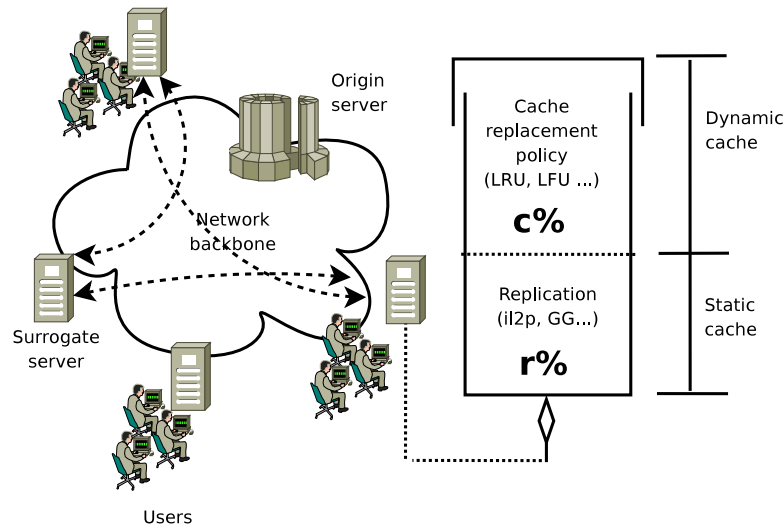 Origin
server
Network
backbone
Surrogate
server
Users
Cache
replacement
policy
(LRU, LFU ...)
c%
Replication
(il2p, GG...)
r%
Dynamic
cache
Static
cache